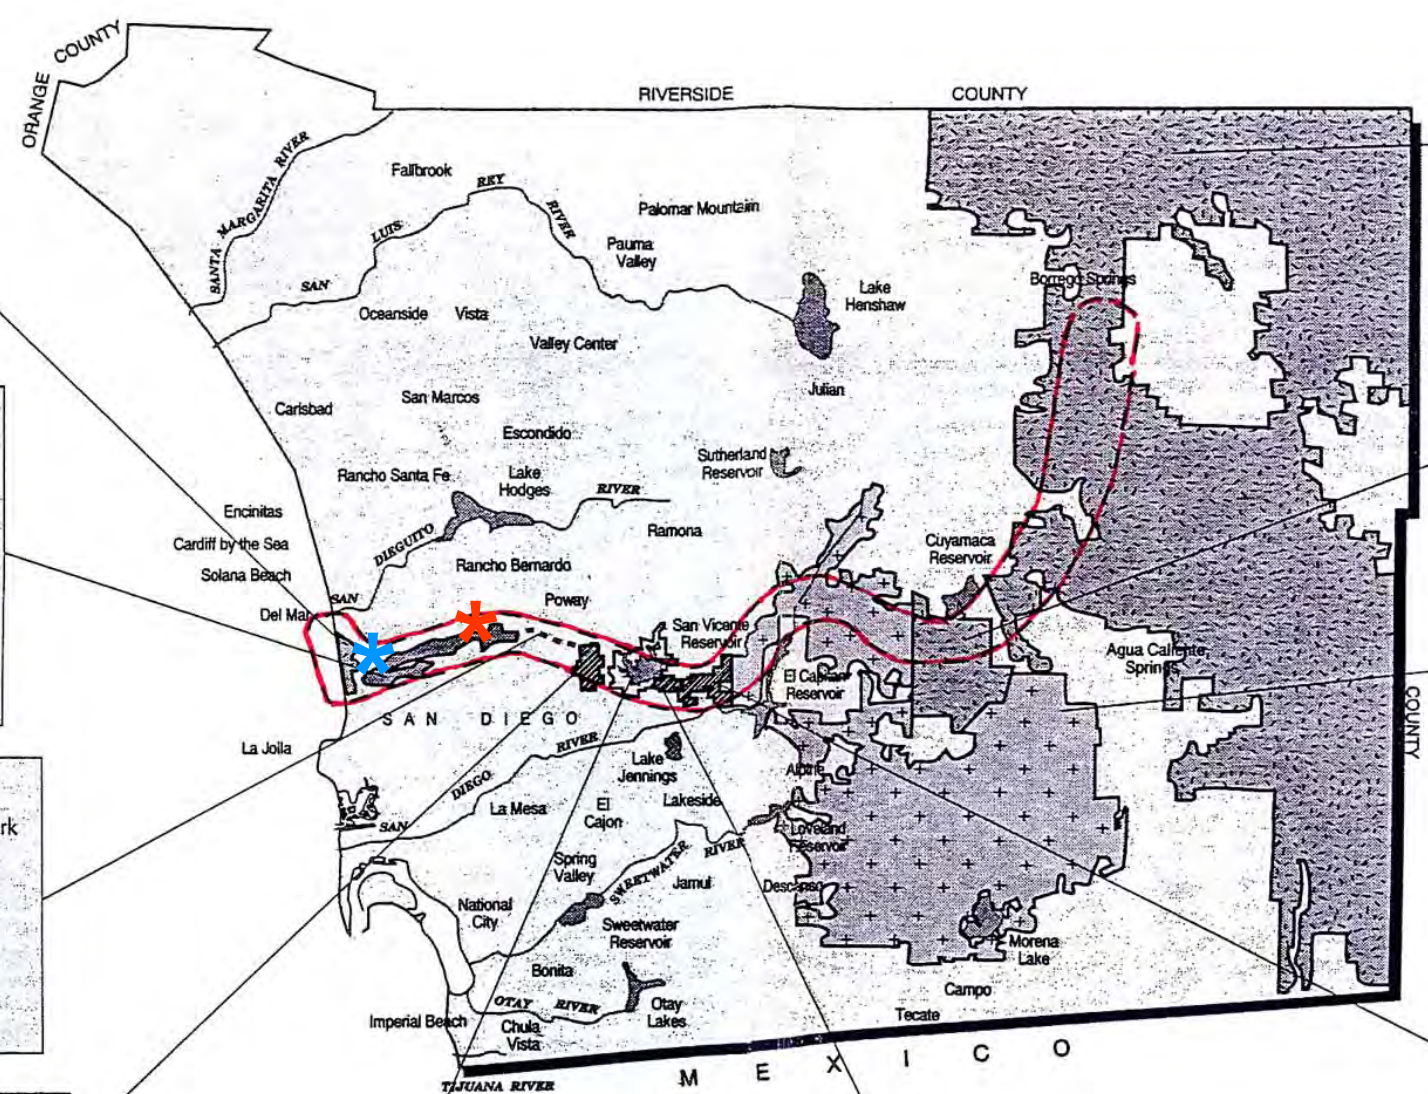 ORANGE COUNTY
RIVERSIDE COUNTY
SANTA MARGARITA RIVER
Fallbrook
SAN LUIS REY RIVER
Palomar Mountain
Pauma
Valley
Lake
Henshaw
Borrego Springs
Oceanside
Vista
Valley Center
Julian
Carlsbad
San Marcos
Escondido
Sutherland
Reservoir
Rancho Santa Fe
Lake
Hodges
Encinitas
SAN DIEGUITO RIVER
Ramona
Cardiff by the Sea
Cuyamaca
Reservoir
Solana Beach
Rancho Bernardo
Del Mar
Poway
San Vicente
Reservoir
Agua Caliente
Springs
El Capitan
Reservoir
SAN DIEGO
COUNTY
La Jolla
SAN DIEGO RIVER
Lake
Jennings
Alpine
La Mesa
El
Cajon
Lakeside
rk
Loveland
Reservoir
Spring
Valley
SWEETWATER RIVER
Jamul
Descanso
National
City
Sweetwater
Reservoir
Morena
Lake
Bonita
Campo
OTAY RIVER
Otay
Lakes
Imperial Beach
Chula
Vista
Tecate
TIJUANA RIVER
MEXICO